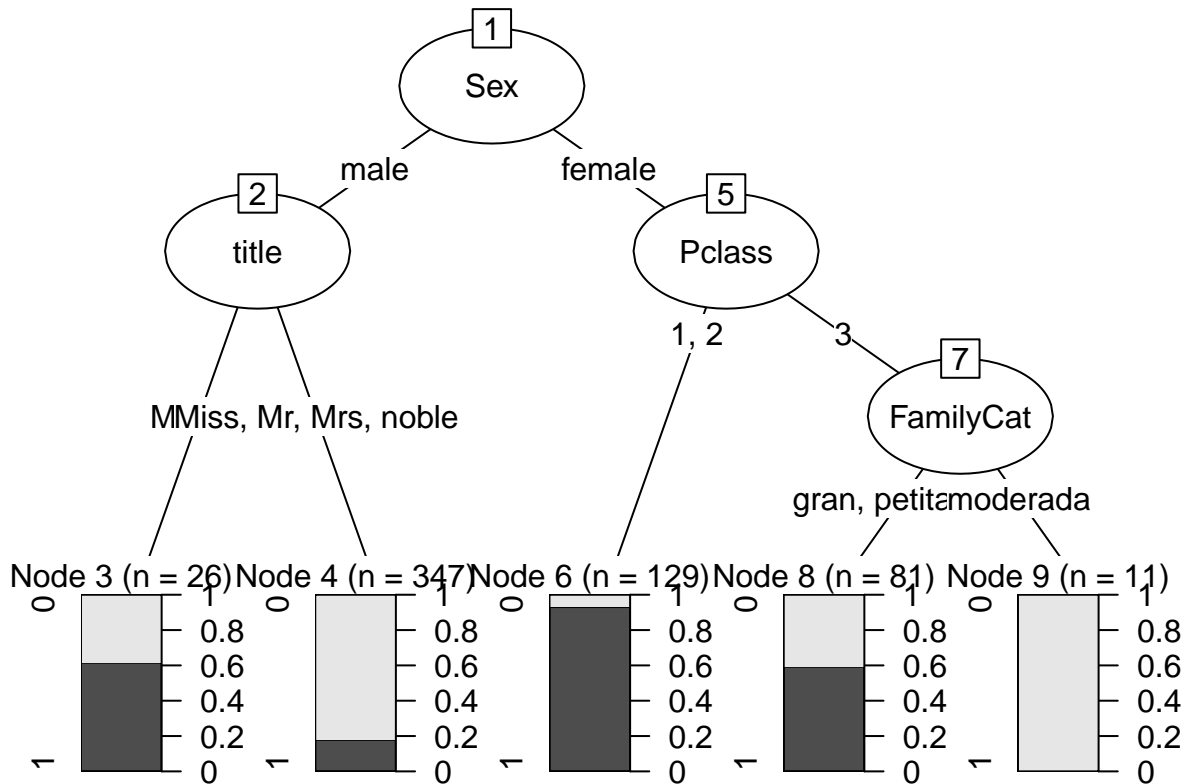 1
Sex
male female
2 5
title Pclass
1, 2 3
7
MMiss, Mr, Mrs, noble FamilyCat
gran, petita moderada
Node 3 (n = 26) Node 4 (n = 347) Node 6 (n = 129) Node 8 (n = 81) Node 9 (n = 11)
0 1 0 1 0 1 0 1 0 1
0.8 0.8 0.8 0.8 0.8
0.6 0.6 0.6 0.6 0.6
0.4 0.4 0.4 0.4 0.4
0.2 0.2 0.2 0.2 0.2
1 0 1 0 1 0 1 0 1 0